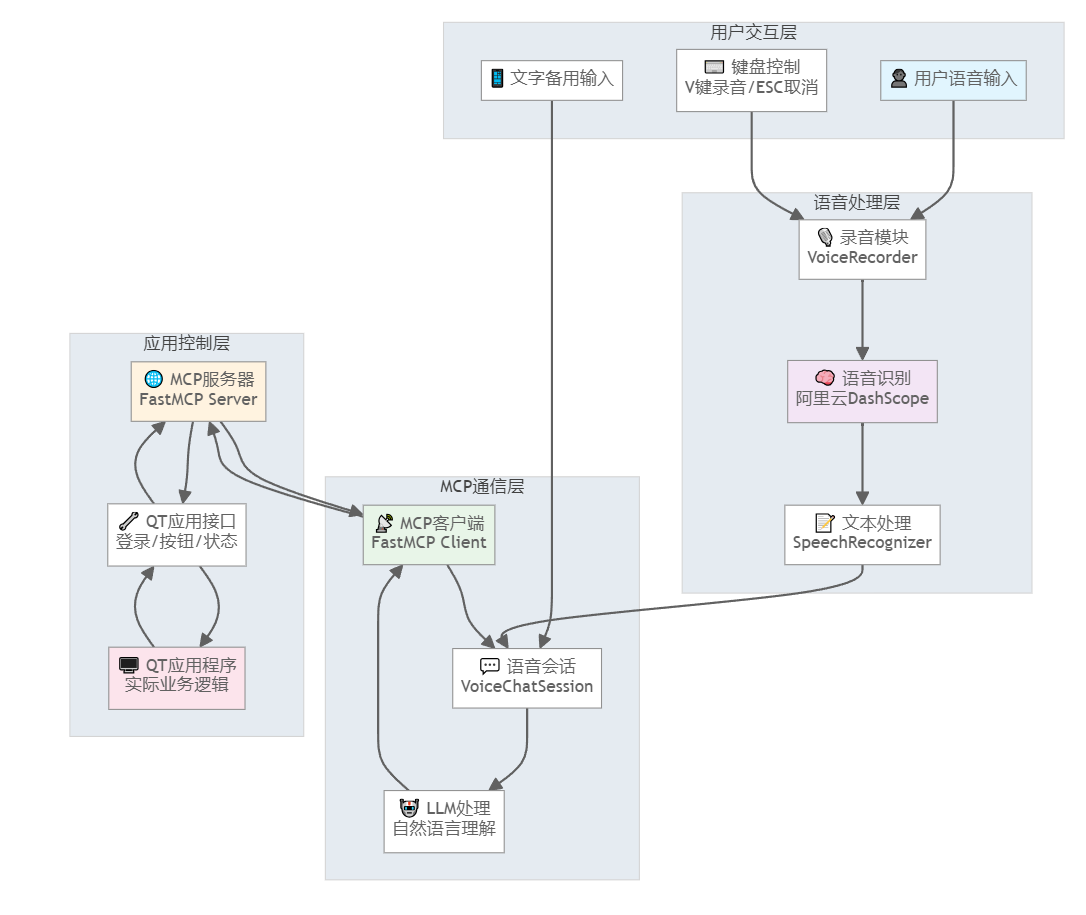 用户交互层
文字备用输入
键盘控制
V键录音/ESC取消
用户语音输入
语音处理层
录音模块
VoiceRecorder
语音识别
阿里云DashScope
文本处理
SpeechRecognizer
应用控制层
MCP服务器
FastMCP Server
QT应用接口
登录/按钮/状态
QT应用程序
实际业务逻辑
MCP通信层
MCP客户端
FastMCP Client
语音会话
VoiceChatSession
LLM处理
自然语言理解